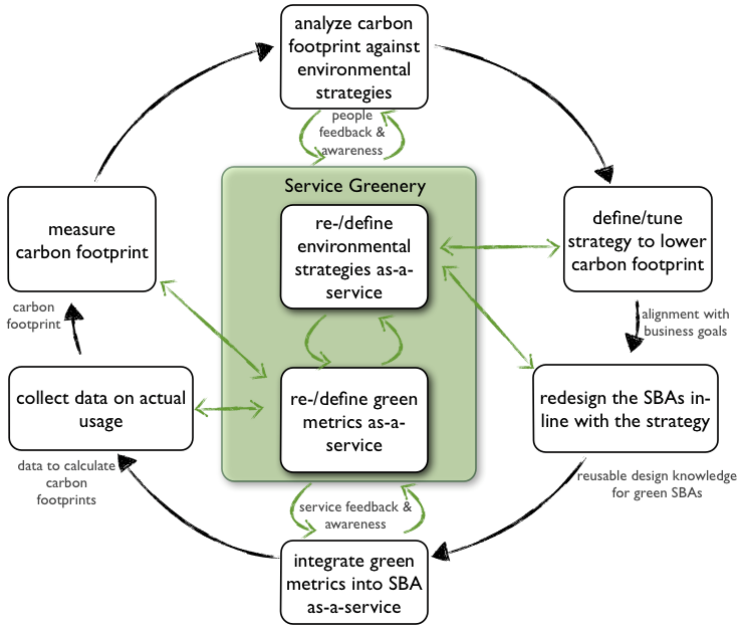 analyze carbon
footprint against
environmental
strategies
people
feedback &
awareness
Service Greenery
re-/define
environmental
strategies as-a-
service
define/tune
strategy to lower
carbon footprint
measure
carbon footprint
carbon
footprint
alignment with
business goals
collect data on actual
usage
re-/define green
metrics as-a-
service
redesign the SBAs in-
line with the strategy
data to calculate
carbon
footprints
reusable design knowledge
for green SBAs
service feedback &
awareness
integrate green
metrics into SBA
as-a-service